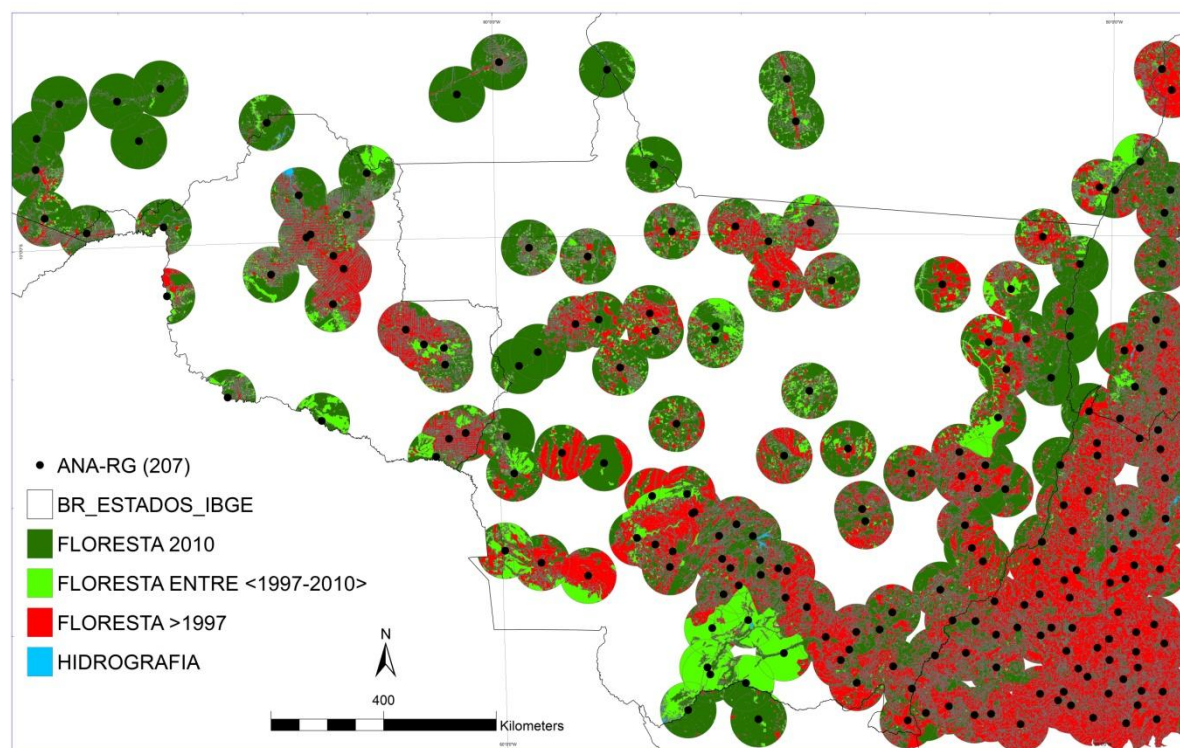 ANA-RG (207)
BR_ESTADOS_IBGE
FLORESTA 2010
FLORESTA ENTRE <1997-2010>
FLORESTA >1997
HIDROGRAFIA
N
400
Kilometers